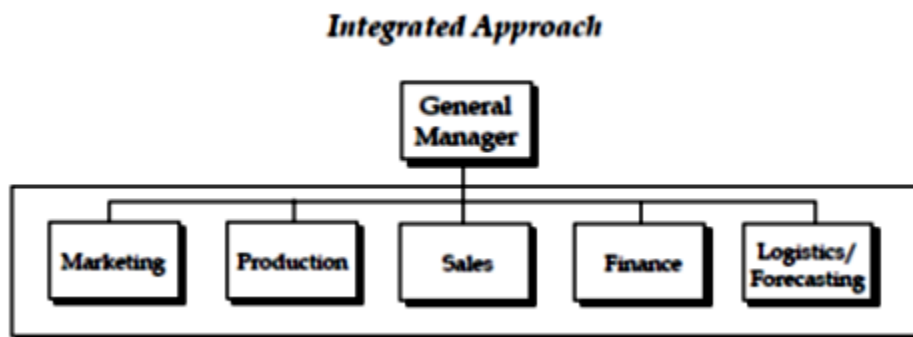 Integrated Approach
General
Manager
Marketing
Production
Sales
Finance
Logistics/
Forecasting